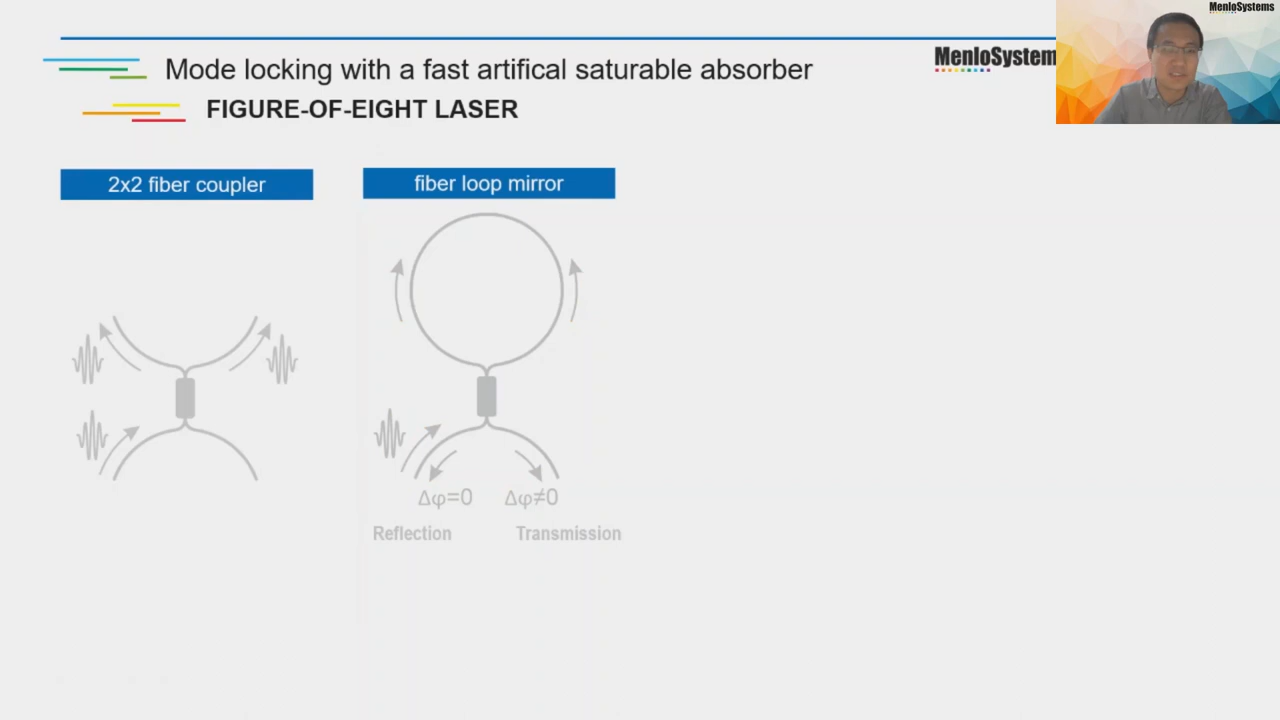 MenloSystems
Mode locking with a fast artifical saturable absorber
MenloSystem
FIGURE-OF-EIGHT LASER
2x2 fiber coupler
fiber loop mirror
Δφ=0 Δφ≠0
Reflection Transmission